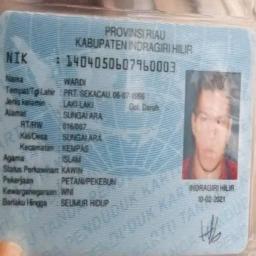 PROVINSI RIAU
KABUPATEN INDRAGIRI HILIR
NIK : 1404050607960003
Nama : WARDI
Tempat/Tgl Lahir : PRT. SEKACAU, 06-07-1996
Jenis kelamin : LAKI-LAKI Gol. Darah
Alamat : SUNGAI ARA
RT/RW : 016/007
Kel/Desa : SUNGAI ARA
Kecamatan : KEMPAS
Agama : ISLAM
Status Perkawinan : KAWIN
Pekerjaan : PETANI/PEKEBUN
Kewarganegaraan : WNI
Berlaku Hingga : SEUMUR HIDUP
INDRAGIRI HILIR
10-02-2021